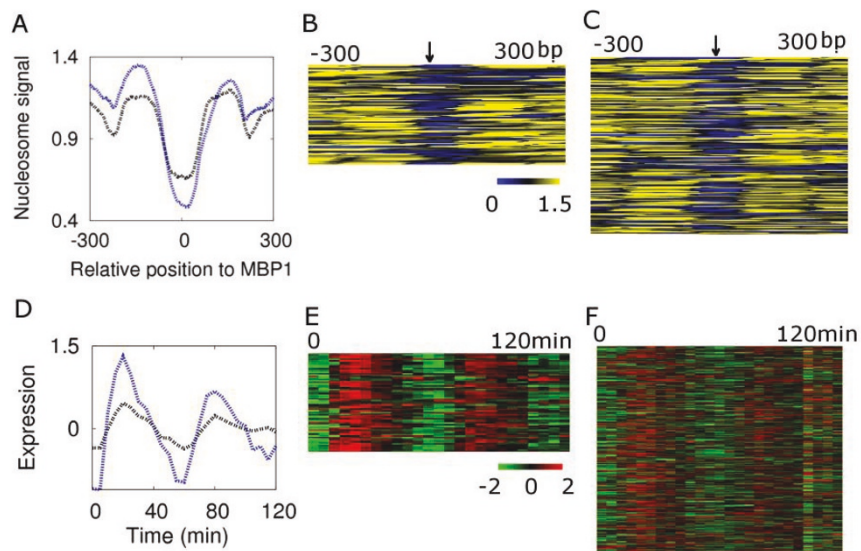 A
Nucleosome signal
1.4
0.9
0.4
-300
0
300
Relative position to MBP1
B
-300
300 bp
0
1.5
C
-300
300 bp
D
Expression
1.5
0
-1
0
40
80
120
Time (min)
E
0
120min
-2
0
2
F
0
120min